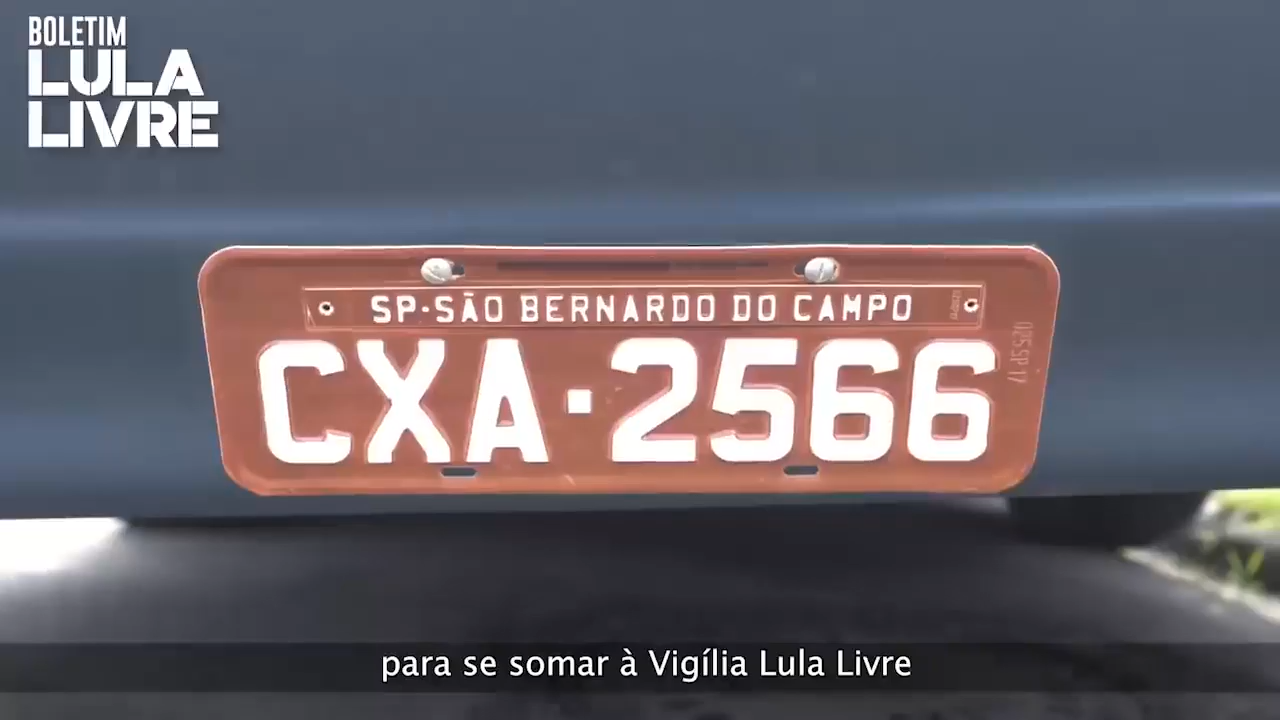 BOLETIM
LULA
LIVRE
SP-SÃO BERNARDO DO CAMPO
CXA·2566
para se somar à Vigília Lula Livre